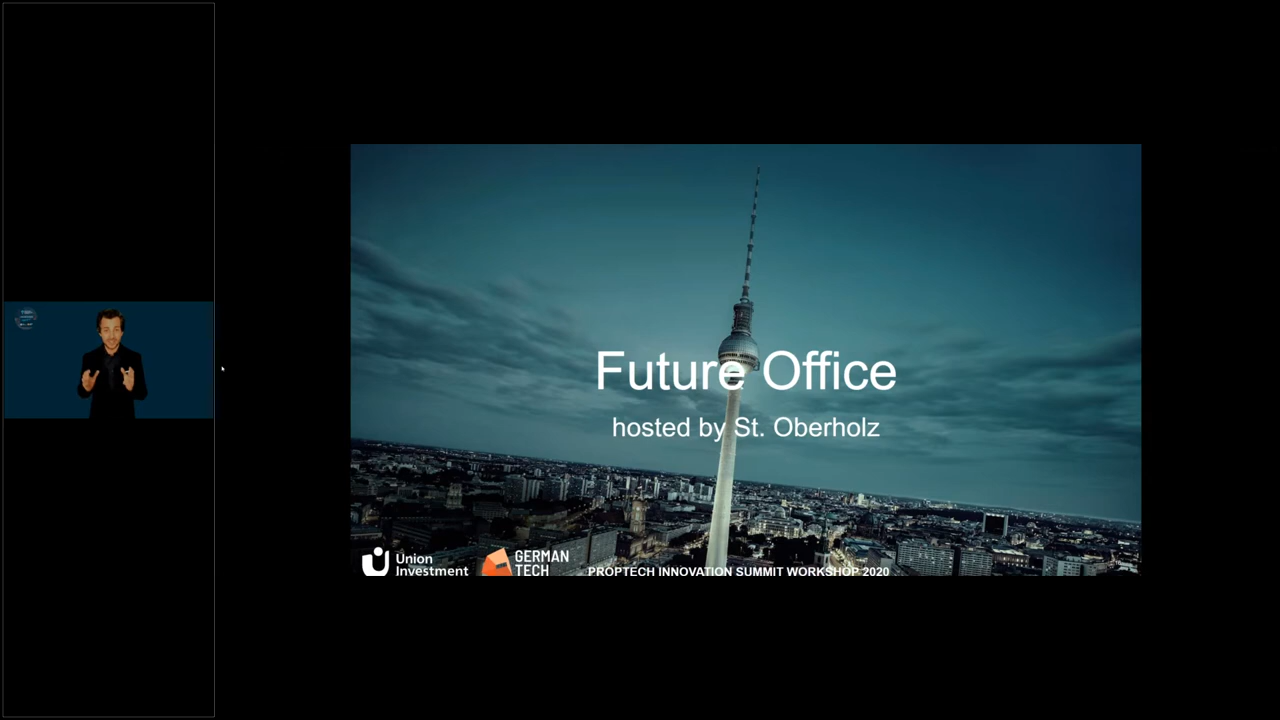 Future Office
hosted by St. Oberholz
Union
Investment
GERMAN
TECH
PROPTECH INNOVATION SUMMIT WORKSHOP 2020